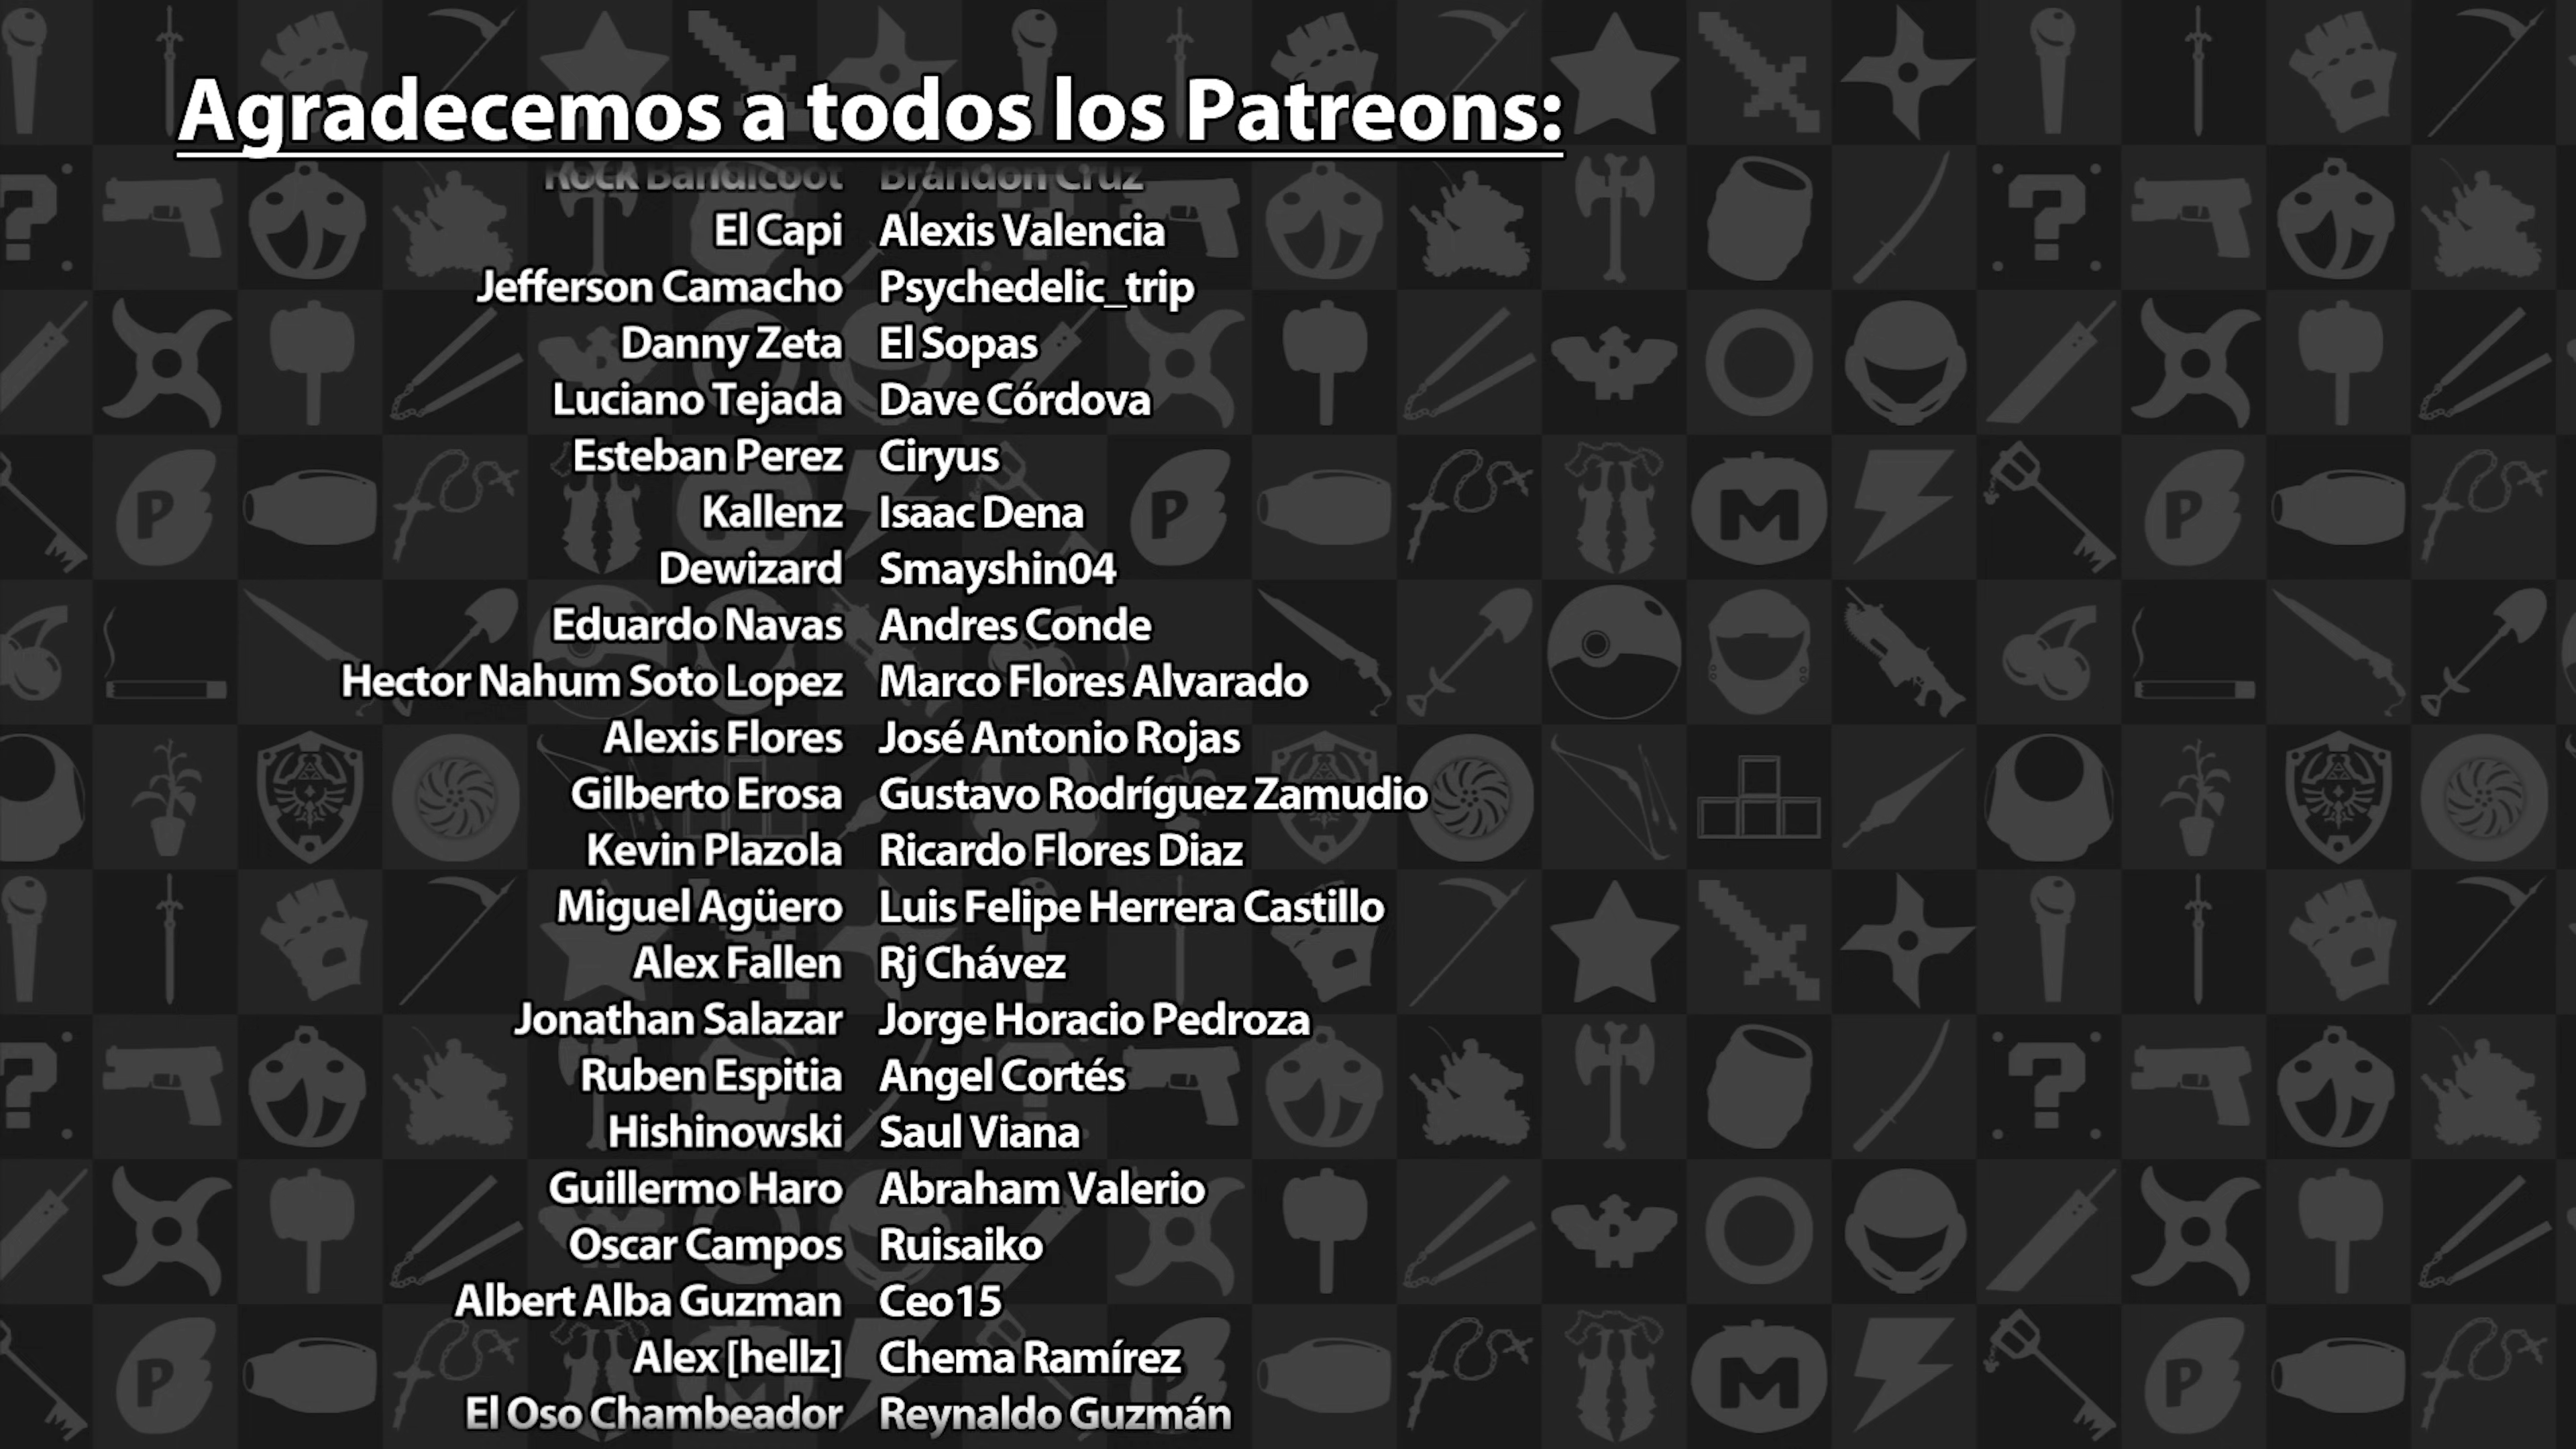 Agradecemos a todos los Patreons:
Rock Bandicoot Brandon Cruz
El Capi Alexis Valencia
Jefferson Camacho Psychedelic_trip
Danny Zeta El Sopas
Luciano Tejada Dave Córdova
Esteban Perez Ciryus
Kallenz Isaac Dena
Dewizard Smayshin04
Eduardo Navas Andres Conde
Hector Nahum Soto Lopez Marco Flores Alvarado
Alexis Flores José Antonio Rojas
Gilberto Erosa Gustavo Rodríguez Zamudio
Kevin Plazola Ricardo Flores Diaz
Miguel Agüero Luis Felipe Herrera Castillo
Alex Fallen Rj Chávez
Jonathan Salazar Jorge Horacio Pedroza
Ruben Espitia Angel Cortés
Hishinowski Saul Viana
Guillermo Haro Abraham Valerio
Oscar Campos Ruisaiko
Albert Alba Guzman Ceo15
Alex [hellz] Chema Ramírez
El Oso Chambeador Reynaldo Guzmán